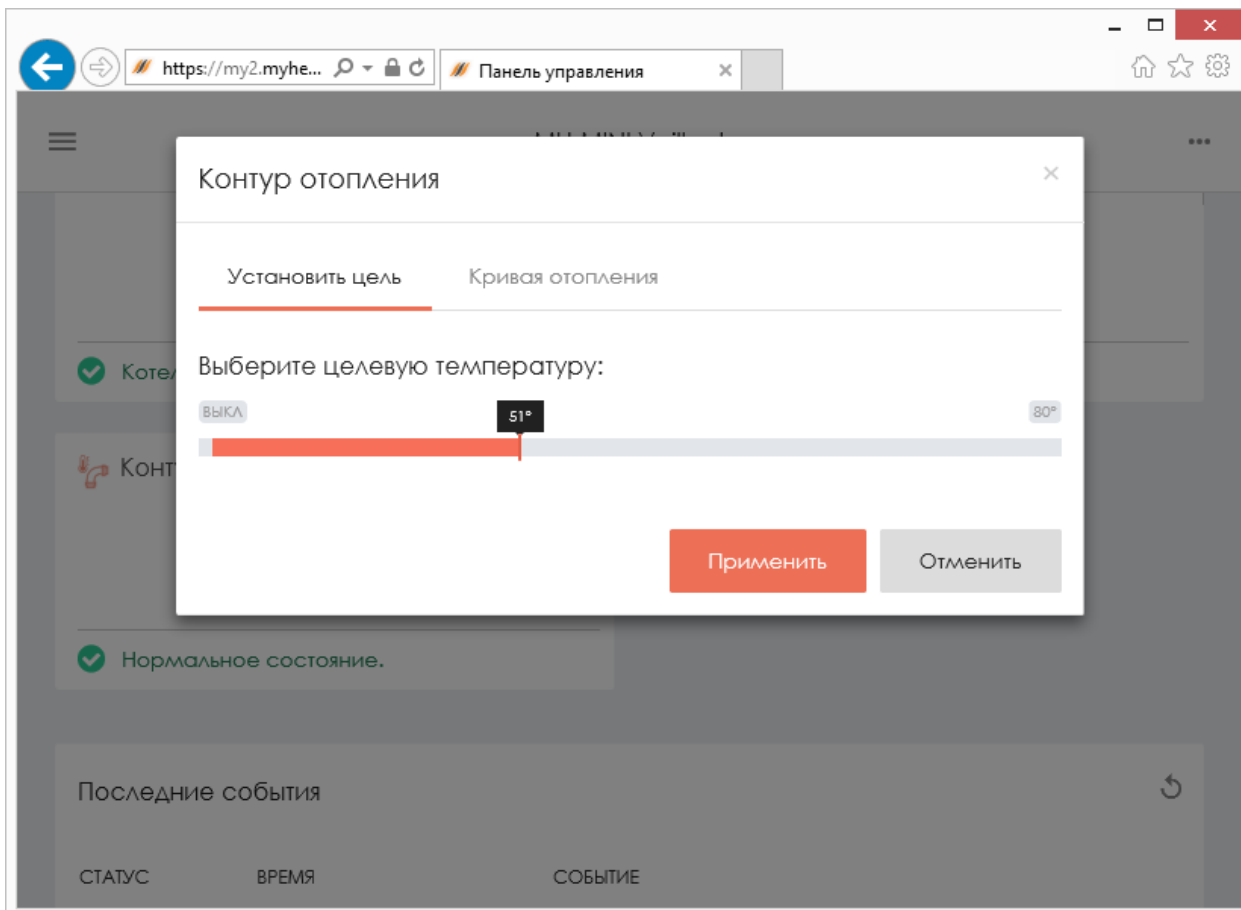 https://my2.myhe...
Панель управления
Контур отопления
Установить цель Кривая отопления
Котел
Выберите целевую температуру:
ВЫКЛ 51° 80°
Конт
Применить Отменить
Нормальное состояние.
Последние события
СТАТУС ВРЕМЯ СОБЫТИЕ